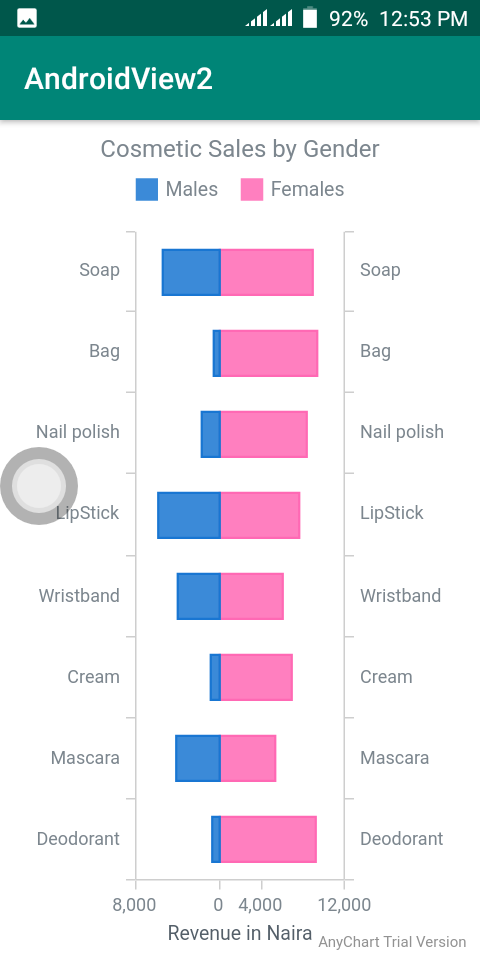 92% 12:53 PM
AndroidView2
Cosmetic Sales by Gender
Males Females
Soap Soap
Bag Bag
Nail polish Nail polish
LipStick LipStick
Wristband Wristband
Cream Cream
Mascara Mascara
Deodorant Deodorant
8,000 0 4,000 12,000
Revenue in Naira
AnyChart Trial Version